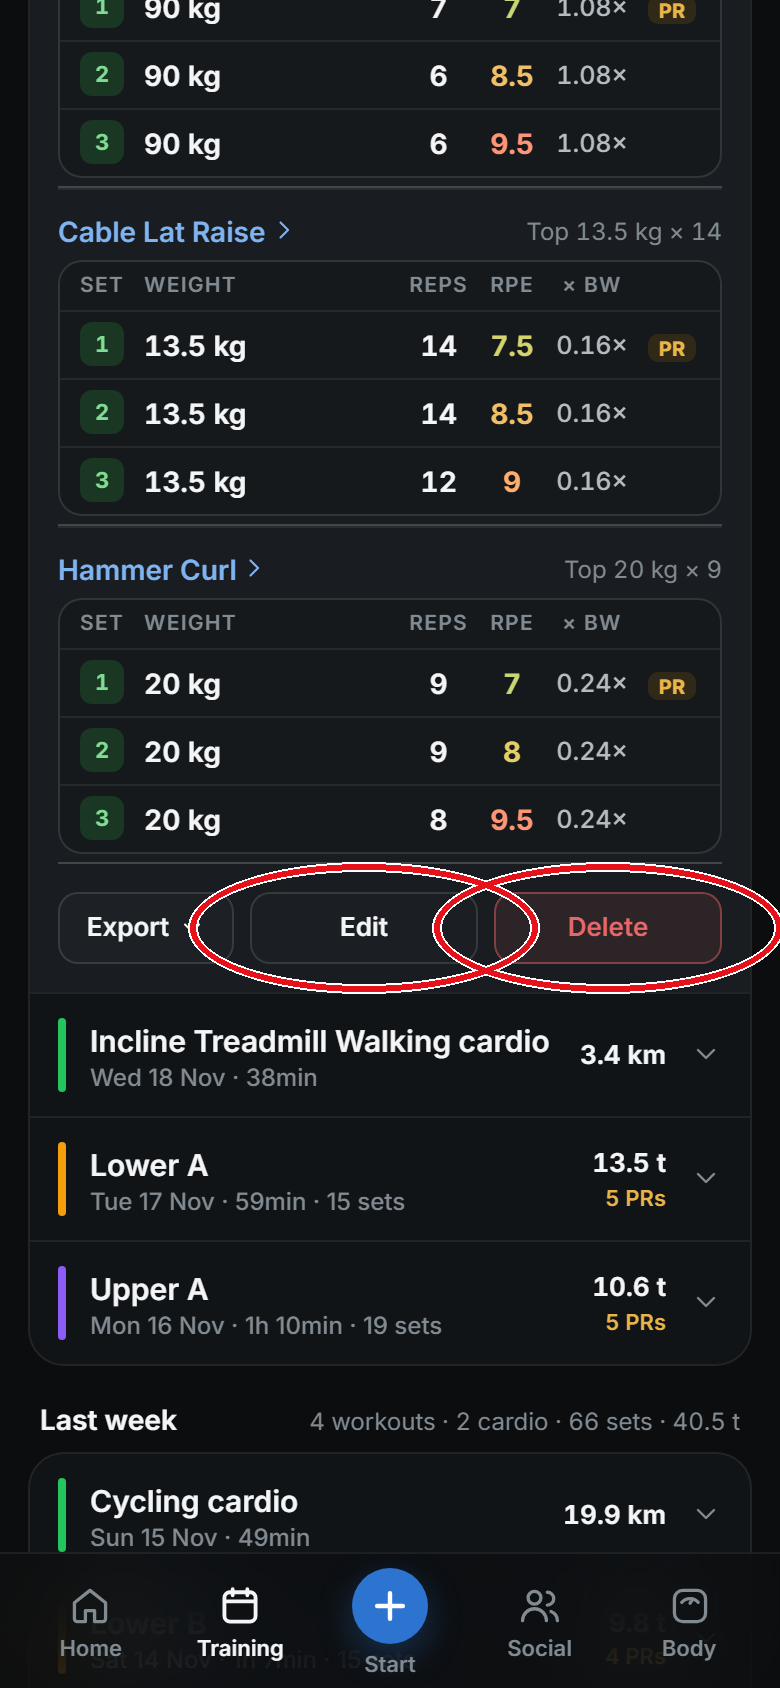 1 90 kg 7 7 1.08× PR
2 90 kg 6 8.5 1.08×
3 90 kg 6 9.5 1.08×
Cable Lat Raise Top 13.5 kg × 14
SET WEIGHT REPS RPE × BW
1 13.5 kg 14 7.5 0.16× PR
2 13.5 kg 14 8.5 0.16×
3 13.5 kg 12 9 0.16×
Hammer Curl Top 20 kg × 9
SET WEIGHT REPS RPE × BW
1 20 kg 9 7 0.24× PR
2 20 kg 9 8 0.24×
3 20 kg 8 9.5 0.24×
Export Edit Delete
Incline Treadmill Walking cardio 3.4 km
Wed 18 Nov · 38min
Lower A 13.5 t
Tue 17 Nov · 59min · 15 sets 5 PRs
Upper A 10.6 t
Mon 16 Nov · 1h 10min · 19 sets 5 PRs
Last week 4 workouts · 2 cardio · 66 sets · 40.5 t
Cycling cardio 19.9 km
Sun 15 Nov · 49min
Lower B 9.8 t
Sat 14 Nov 4 PRs
Home Training Start Social Body